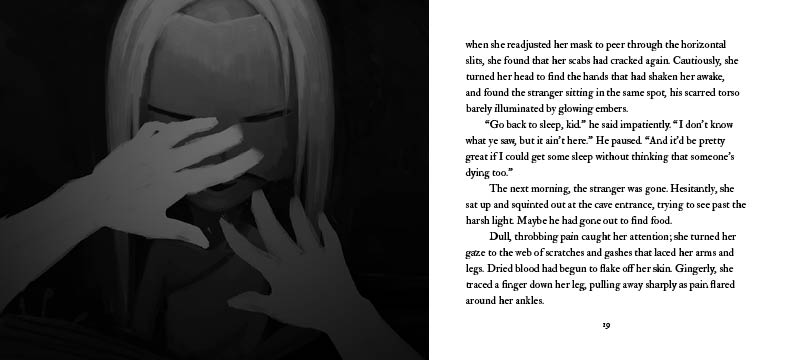 when she readjusted her mask to peer through the horizontal
slits, she found that her scabs had cracked again. Cautiously, she
turned her head to find the hands that had shaken her awake,
and found the stranger sitting in the same spot, his scarred torso
barely illuminated by glowing embers.
“Go back to sleep, kid.” he said impatiently. “I don’t know
what ye saw, but it ain’t here.” He paused. “And it’d be pretty
great if I could get some sleep without thinking that someone’s
dying too.”
The next morning, the stranger was gone. Hesitantly, she
sat up and squinted out at the cave entrance, trying to see past the
harsh light. Maybe he had gone out to find food.
Dull, throbbing pain caught her attention; she turned her
gaze to the web of scratches and gashes that laced her arms and
legs. Dried blood had begun to flake off her skin. Gingerly, she
traced a finger down her leg, pulling away sharply as pain flared
around her ankles.
19